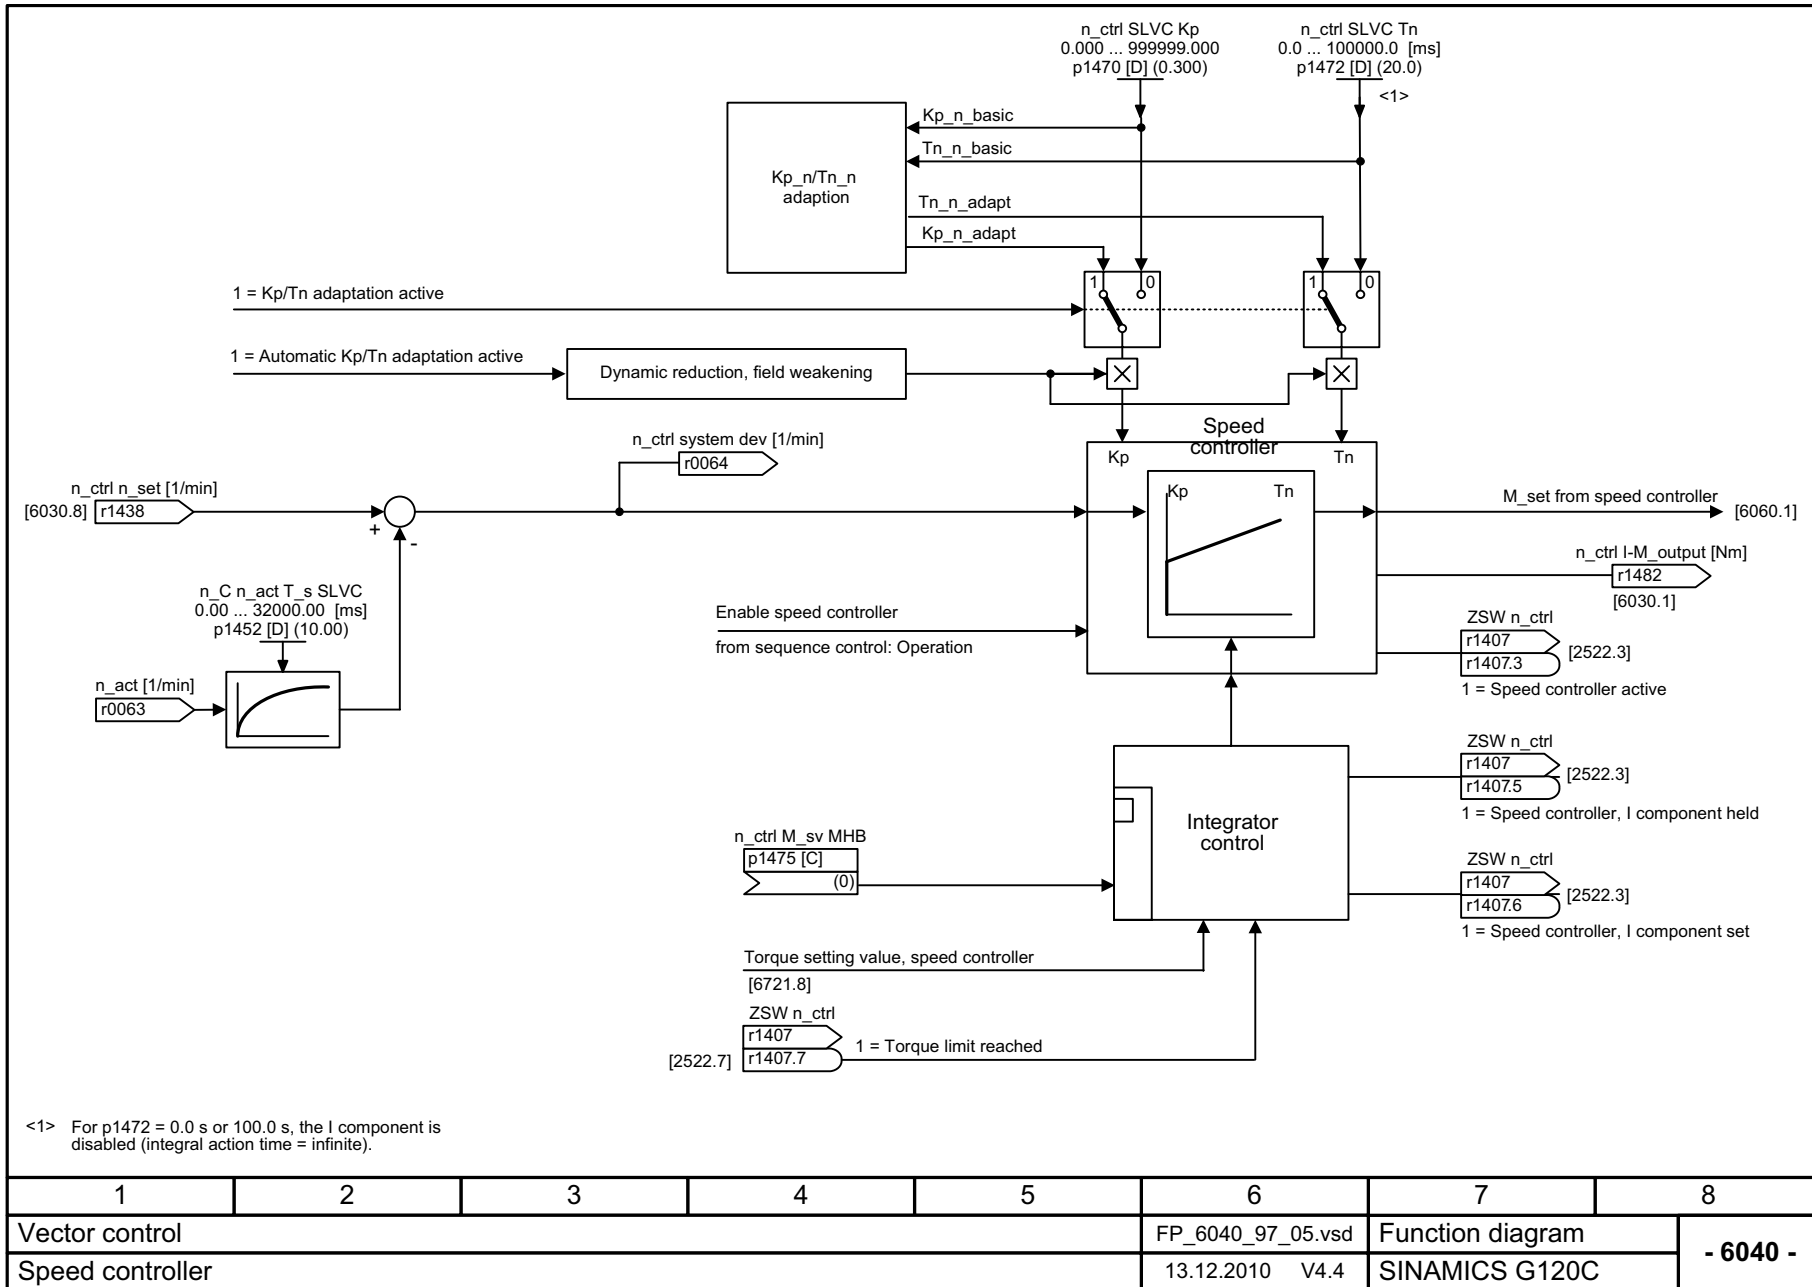 n_ctrl SLVC Kp
0.000 ... 999999.000
p1470 [D] (0.300)
n_ctrl SLVC Tn
0.0 ... 100000.0 [ms]
p1472 [D] (20.0)
<1>
Kp_n_basic
Tn_n_basic
Kp_n/Tn_n
adaption
Tn_n_adapt
Kp_n_adapt
1 0
1 0
1 = Kp/Tn adaptation active
1 = Automatic Kp/Tn adaptation active
Dynamic reduction, field weakening
Speed
controller
n_ctrl system dev [1/min]
r0064
Kp
Tn
Kp Tn
n_ctrl n_set [1/min]
[6030.8] r1438
+
-
M_set from speed controller
[6060.1]
n_ctrl I-M_output [Nm]
r1482
[6030.1]
n_C n_act T_s SLVC
0.00 ... 32000.00 [ms]
p1452 [D] (10.00)
Enable speed controller
from sequence control: Operation
ZSW n_ctrl
r1407
r1407.3
[2522.3]
1 = Speed controller active
n_act [1/min]
r0063
ZSW n_ctrl
r1407
r1407.5
[2522.3]
1 = Speed controller, I component held
Integrator
control
n_ctrl M_sv MHB
p1475 [C]
(0)
ZSW n_ctrl
r1407
r1407.6
[2522.3]
1 = Speed controller, I component set
Torque setting value, speed controller
[6721.8]
ZSW n_ctrl
r1407
[2522.7] r1407.7
1 = Torque limit reached
<1> For p1472 = 0.0 s or 100.0 s, the I component is
disabled (integral action time = infinite).
1 2 3 4 5 6 7 8
Vector control
FP_6040_97_05.vsd
Function diagram
- 6040 -
Speed controller
13.12.2010 V4.4
SINAMICS G120C